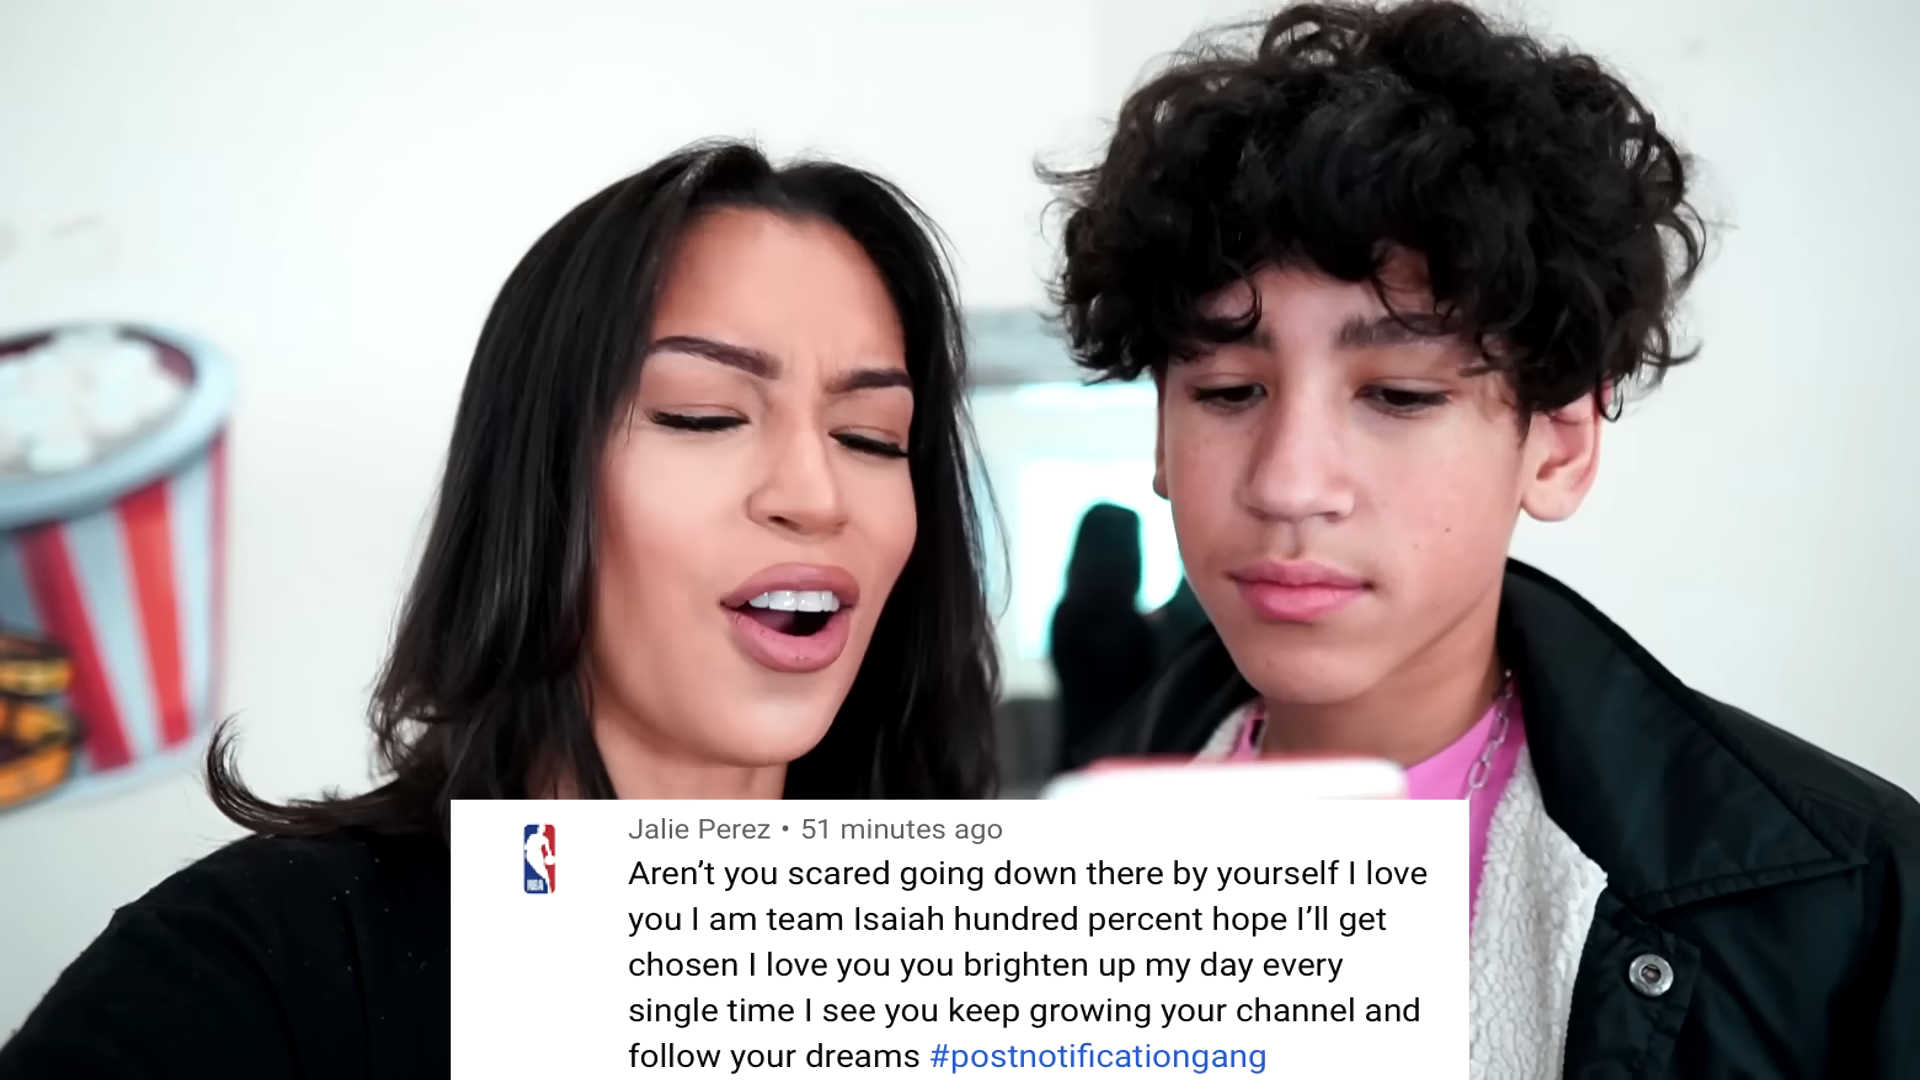 Jalie Perez • 51 minutes ago
Aren’t you scared going down there by yourself I love
you I am team Isaiah hundred percent hope I’ll get
chosen I love you you brighten up my day every
single time I see you keep growing your channel and
follow your dreams #postnotificationgang
NBA